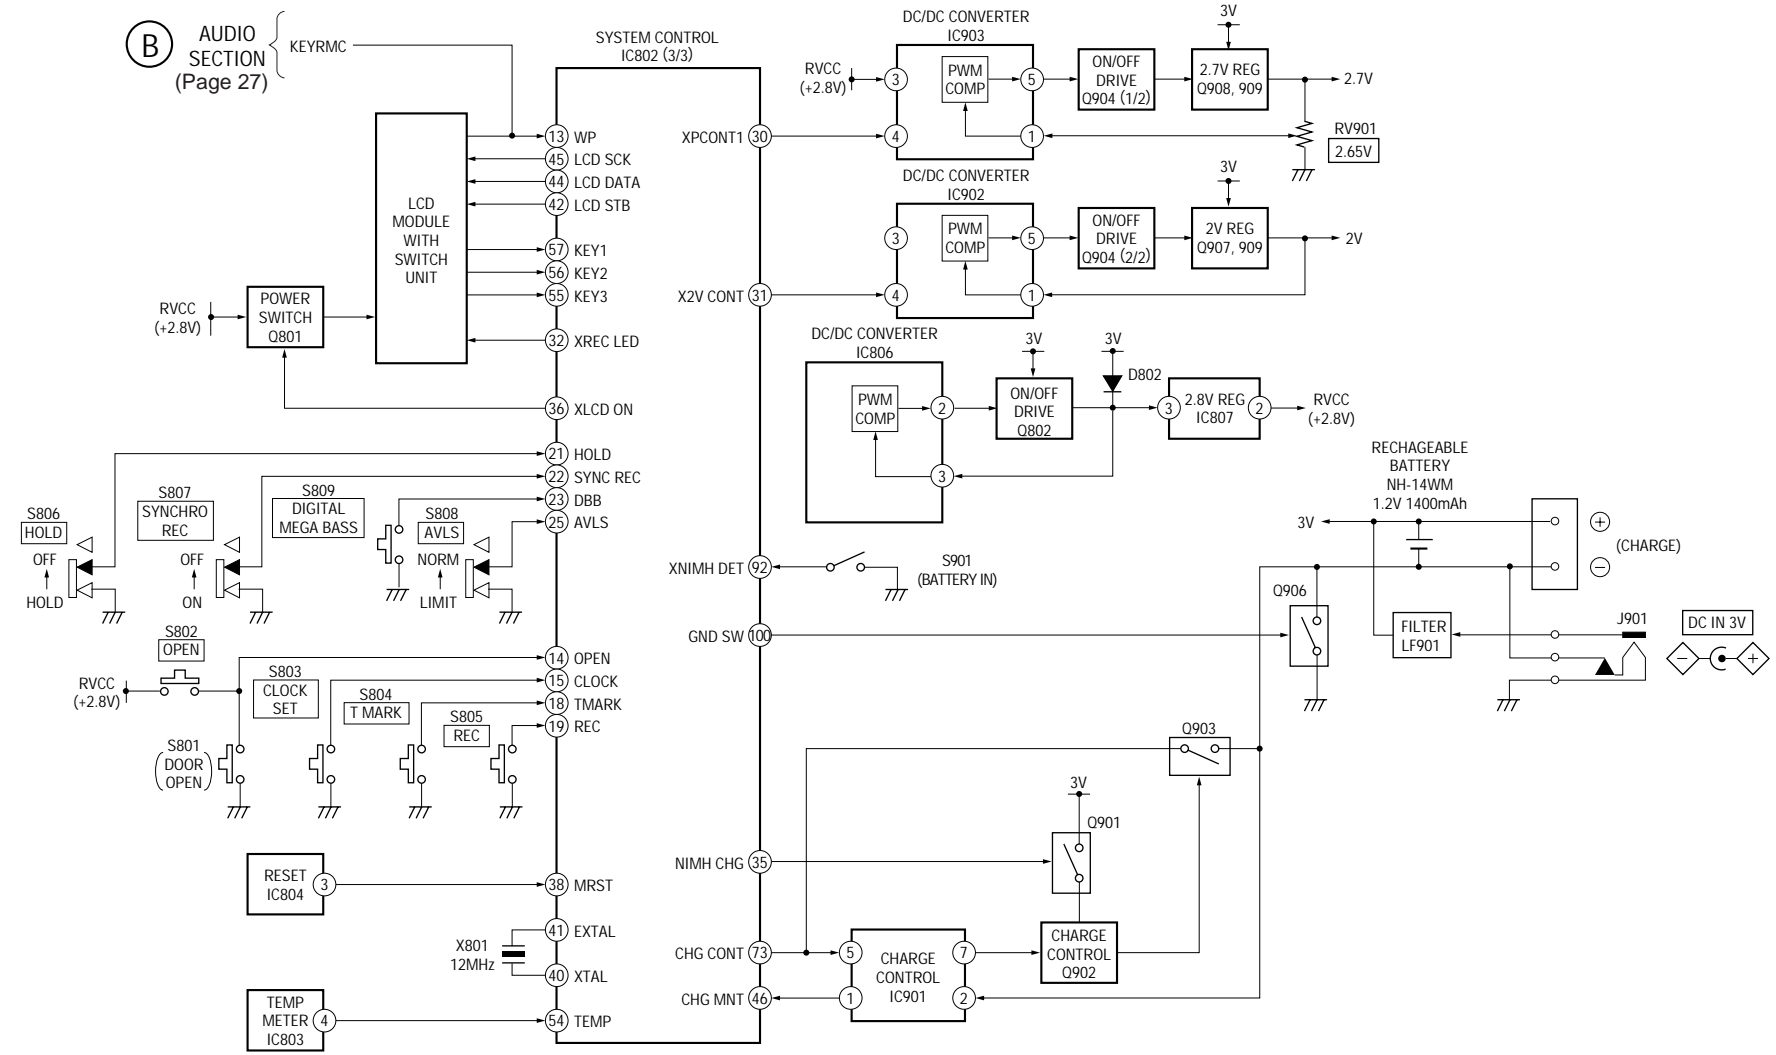 B
AUDIO
SECTION
(Page 27)
KEYRMC
SYSTEM CONTROL
IC802 (3/3)
LCD
MODULE
WITH
SWITCH
UNIT
13 WP
45 LCD SCK
44 LCD DATA
42 LCD STB
57 KEY1
56 KEY2
55 KEY3
32 XREC LED
36 XLCD ON
21 HOLD
22 SYNC REC
23 DBB
25 AVLS
14 OPEN
15 CLOCK
18 TMARK
19 REC
38 MRST
41 EXTAL
40 XTAL
54 TEMP
XPCONT1 30
X2V CONT 31
XNIMH DET 92
GND SW 100
NIMH CHG 35
CHG CONT 73
CHG MNT 46
RVCC
(+2.8V)
POWER
SWITCH
Q801
S806
HOLD
OFF
HOLD
S807
SYNCHRO
REC
OFF
ON
S809
DIGITAL
MEGA BASS
S808
AVLS
NORM
LIMIT
S802
OPEN
RVCC
(+2.8V)
S801
(DOOR
OPEN)
S803
CLOCK
SET
S804
T MARK
S805
REC
RESET
IC804
3
X801
12MHz
TEMP
METER
IC803
4
DC/DC CONVERTER
IC903
RVCC
(+2.8V)
3
4
PWM
COMP
5
1
ON/OFF
DRIVE
Q904 (1/2)
3V
2.7V REG
Q908, 909
2.7V
RV901
2.65V
DC/DC CONVERTER
IC902
3
4
PWM
COMP
5
1
ON/OFF
DRIVE
Q904 (2/2)
3V
2V REG
Q907, 909
2V
DC/DC CONVERTER
IC806
PWM
COMP
2
3
3V
ON/OFF
DRIVE
Q802
3V
D802
3
2.8V REG
IC807
2
RVCC
(+2.8V)
S901
(BATTERY IN)
RECHAGEABLE
BATTERY
NH-14WM
1.2V 1400mAh
3V
+
−
(CHARGE)
Q906
FILTER
LF901
J901
DC IN 3V
−
+
Q903
3V
Q901
CHARGE
CONTROL
Q902
5
1
CHARGE
CONTROL
IC901
7
2